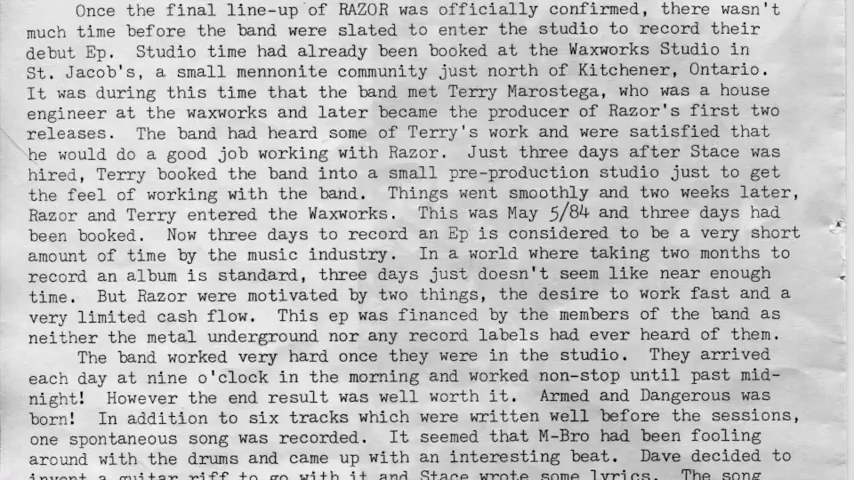 Once the final line-up of RAZOR was officially confirmed, there wasn't
much time before the band were slated to enter the studio to record their
debut Ep.  Studio time had already been booked at the Waxworks Studio in
St. Jacob's, a small mennonite community just north of Kitchener, Ontario.
It was during this time that the band met Terry Marostega, who was a house
engineer at the waxworks and later became the producer of Razor's first two
releases.  The band had heard some of Terry's work and were satisfied that
he would do a good job working with Razor.  Just three days after Stace was
hired, Terry booked the band into a small pre-production studio just to get
the feel of working with the band.  Things went smoothly and two weeks later,
Razor and Terry entered the Waxworks.  This was May 5/84 and three days had
been booked.  Now three days to record an Ep is considered to be a very short
amount of time by the music industry.  In a world where taking two months to
record an album is standard, three days just doesn't seem like near enough
time.  But Razor were motivated by two things, the desire to work fast and a
very limited cash flow.  This ep was financed by the members of the band as
neither the metal underground nor any record labels had ever heard of them.
The band worked very hard once they were in the studio.  They arrived
each day at nine o'clock in the morning and worked non-stop until past mid-
night!  However the end result was well worth it.  Armed and Dangerous was
born!  In addition to six tracks which were written well before the sessions,
one spontaneous song was recorded.  It seemed that M-Bro had been fooling
around with the drums and came up with an interesting beat.  Dave decided to
invent a guitar riff to go with it and Stace wrote some lyrics.  The song